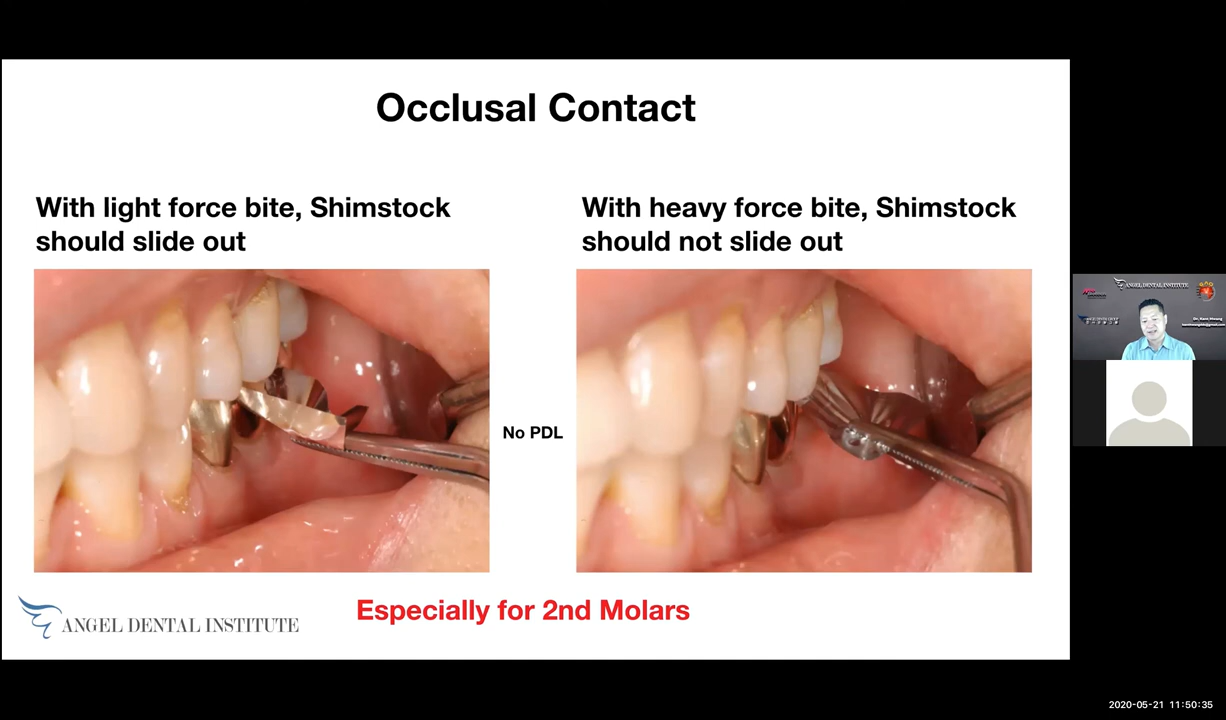 Occlusal Contact
With light force bite, Shimstock
should slide out
With heavy force bite, Shimstock
should not slide out
No PDL
Especially for 2nd Molars
ANGEL DENTAL INSTITUTE
ANGEL DENTAL INSTITUTE
2020-05-21 11:50:35